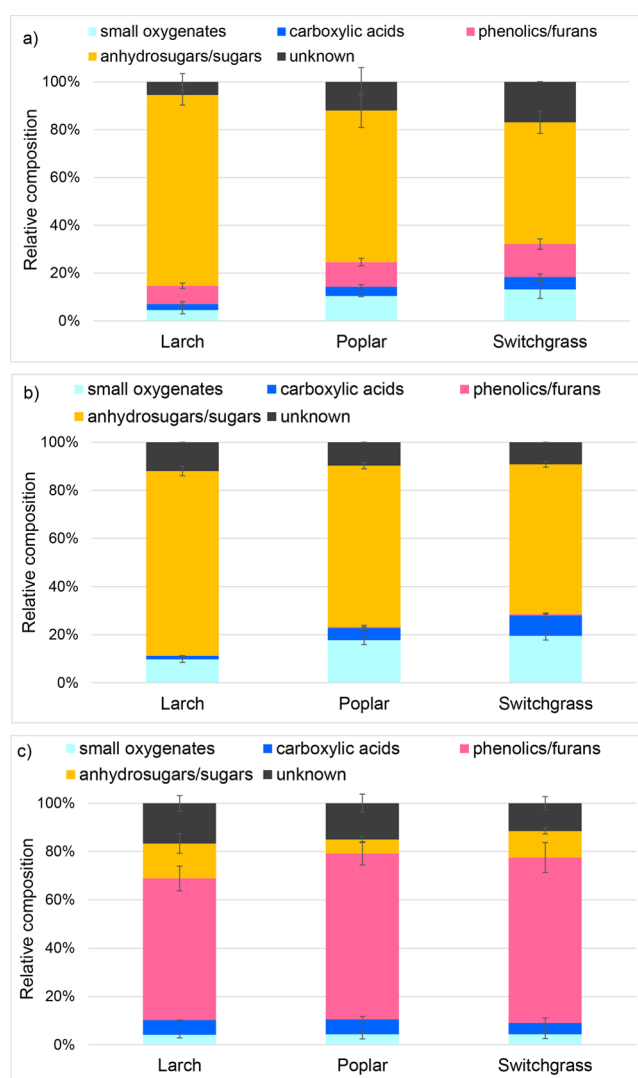 a)
small oxygenates carboxylic acids phenolics/furans
anhydrosugars/sugars unknown
100%
80%
60%
40%
20%
0%
Relative composition
Larch Poplar Switchgrass
b)
small oxygenates carboxylic acids phenolics/furans
anhydrosugars/sugars unknown
100%
80%
60%
40%
20%
0%
Relative composition
Larch Poplar Switchgrass
c)
small oxygenates carboxylic acids phenolics/furans
anhydrosugars/sugars unknown
100%
80%
60%
40%
20%
0%
Relative composition
Larch Poplar Switchgrass